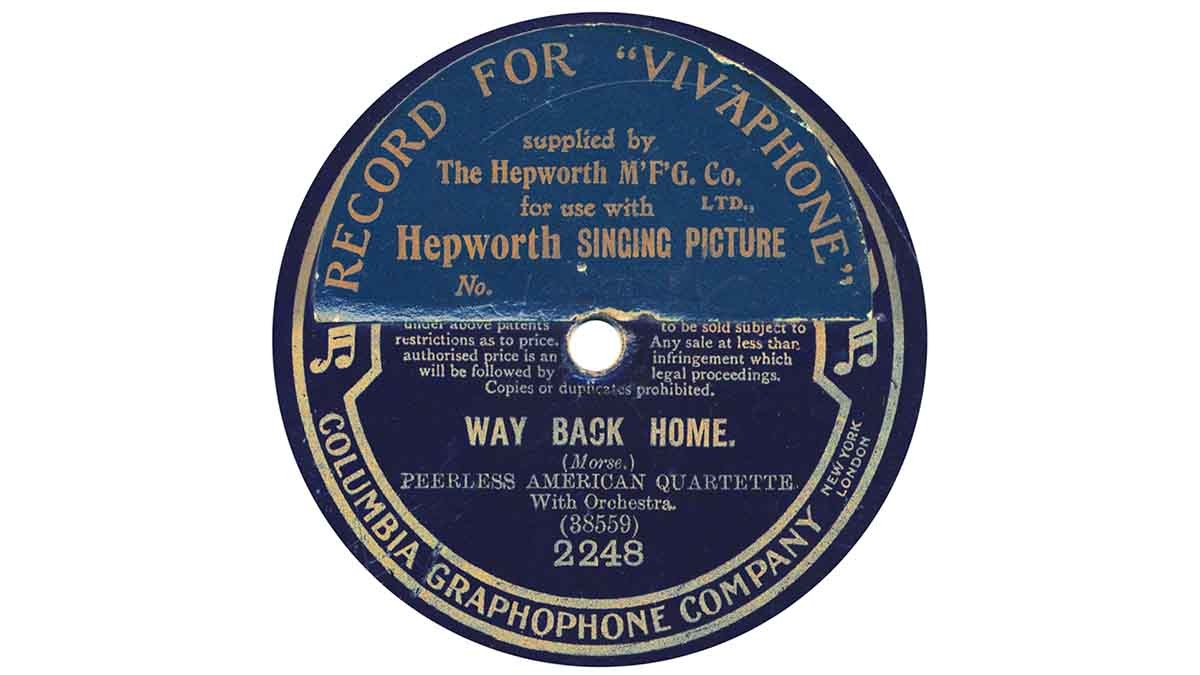 RECORD FOR "VIVAPHONE"
supplied by
The Hepworth M'F'G. Co.
for use with LTD.,
Hepworth SINGING PICTURE
No.
under above patents to be sold subject to
restrictions as to price. Any sale at less than
authorised price is an infringement which
will be followed by legal proceedings.
Copies or duplicates prohibited.
WAY BACK HOME.
(Morse.)
PEERLESS AMERICAN QUARTETTE.
With Orchestra.
(38559)
2248
COLUMBIA GRAPHOPHONE COMPANY
NEW YORK
LONDON